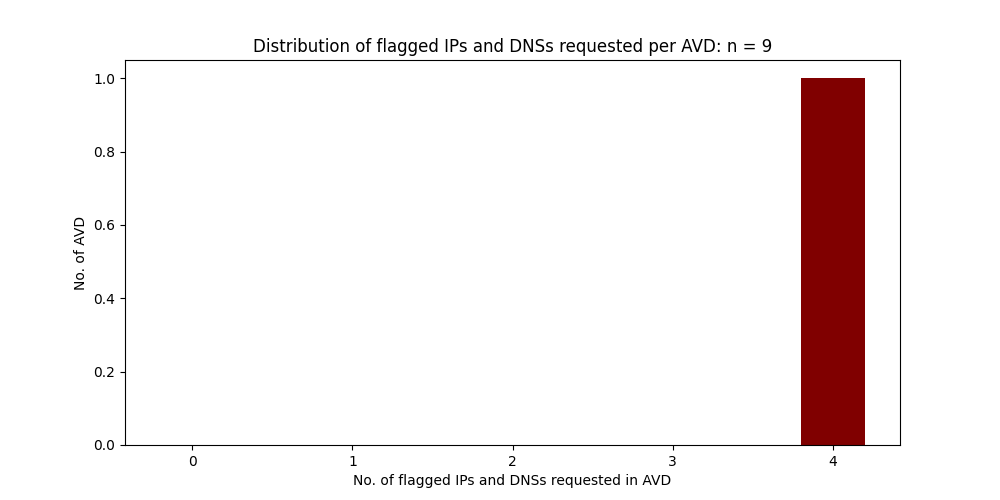 Distribution of flagged IPs and DNSs requested per AVD: n = 9
1.0
0.8
0.6
0.4
0.2
0.0
No. of AVD
0 1 2 3 4
No. of flagged IPs and DNSs requested in AVD